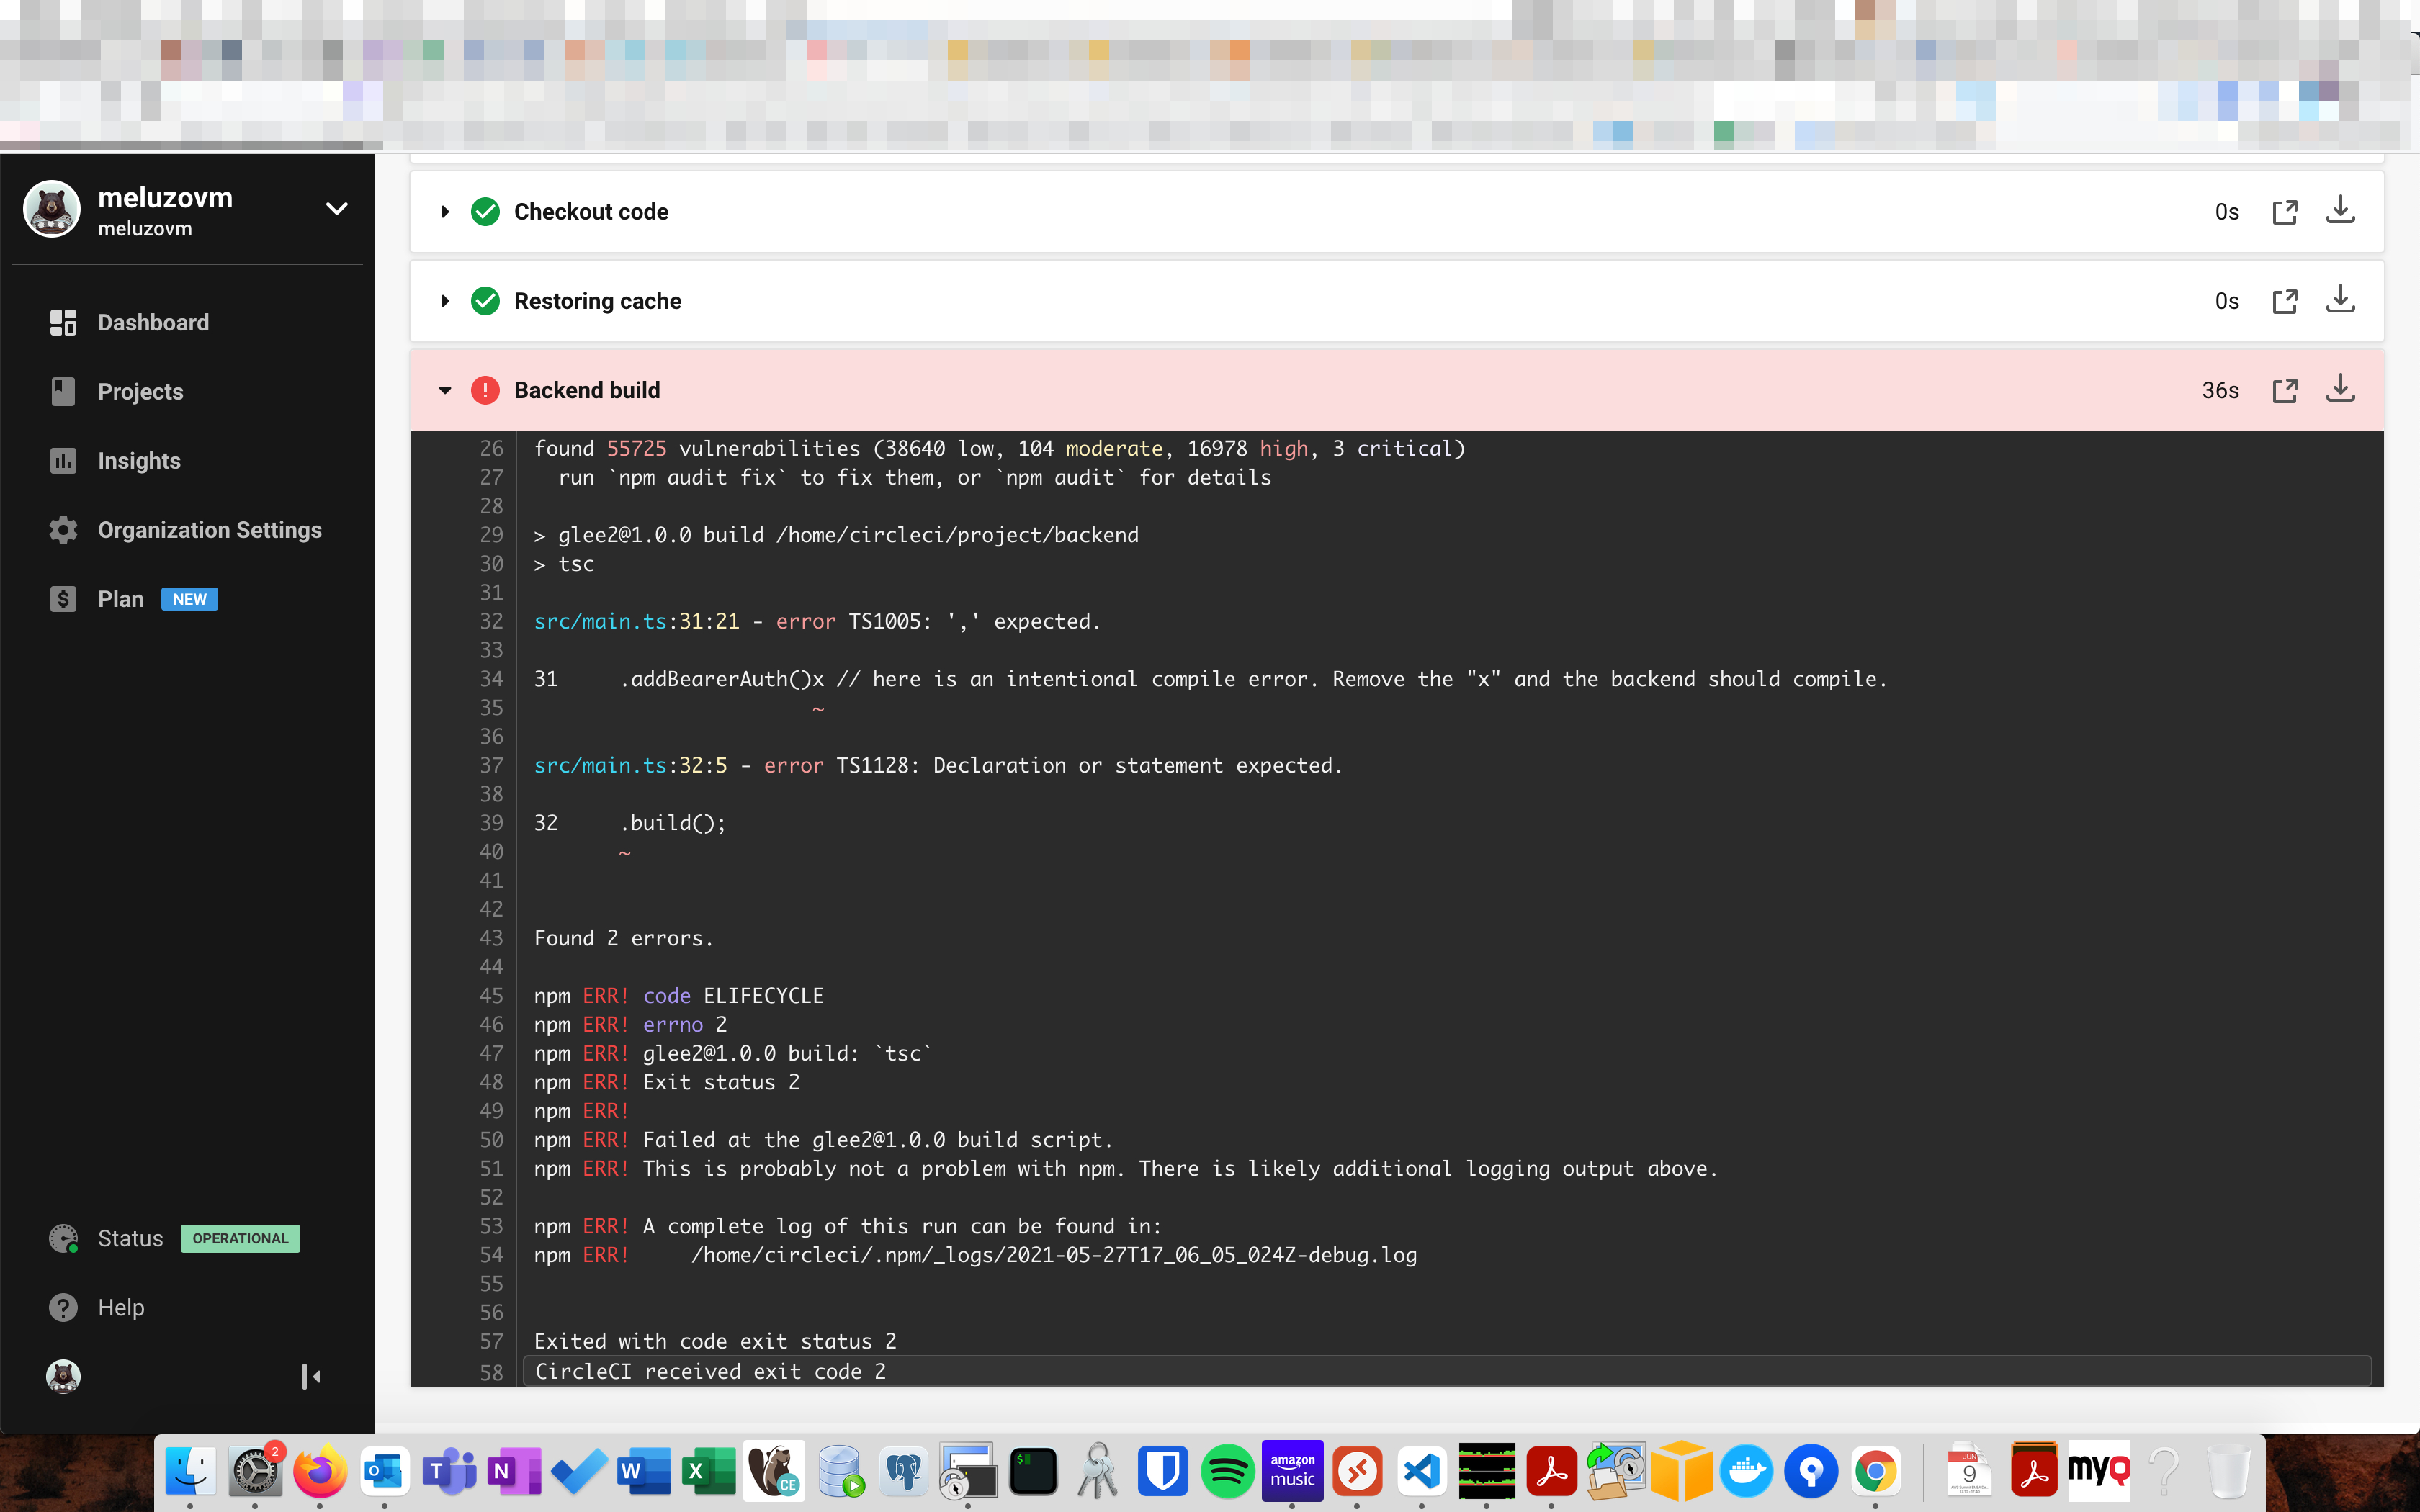 meluzovm
meluzovm
Dashboard
Projects
Insights
Organization Settings
Plan NEW
Status OPERATIONAL
Help
Checkout code 0s
Restoring cache 0s
Backend build 36s
26 found 55725 vulnerabilities (38640 low, 104 moderate, 16978 high, 3 critical)
27 run `npm audit fix` to fix them, or `npm audit` for details
28
29 > glee2@1.0.0 build /home/circleci/project/backend
30 > tsc
31
32 src/main.ts:31:21 - error TS1005: ',' expected.
33
34 31 .addBearerAuth()x // here is an intentional compile error. Remove the "x" and the backend should compile.
35 ~
36
37 src/main.ts:32:5 - error TS1128: Declaration or statement expected.
38
39 32 .build();
40 ~
41
42
43 Found 2 errors.
44
45 npm ERR! code ELIFECYCLE
46 npm ERR! errno 2
47 npm ERR! glee2@1.0.0 build: `tsc`
48 npm ERR! Exit status 2
49 npm ERR!
50 npm ERR! Failed at the glee2@1.0.0 build script.
51 npm ERR! This is probably not a problem with npm. There is likely additional logging output above.
52
53 npm ERR! A complete log of this run can be found in:
54 npm ERR! /home/circleci/.npm/_logs/2021-05-27T17_06_05_024Z-debug.log
55
56
57 Exited with code exit status 2
58 CircleCI received exit code 2
2
O
T
N
W
X
CE
$
amazon
music
JUN
9
myQ